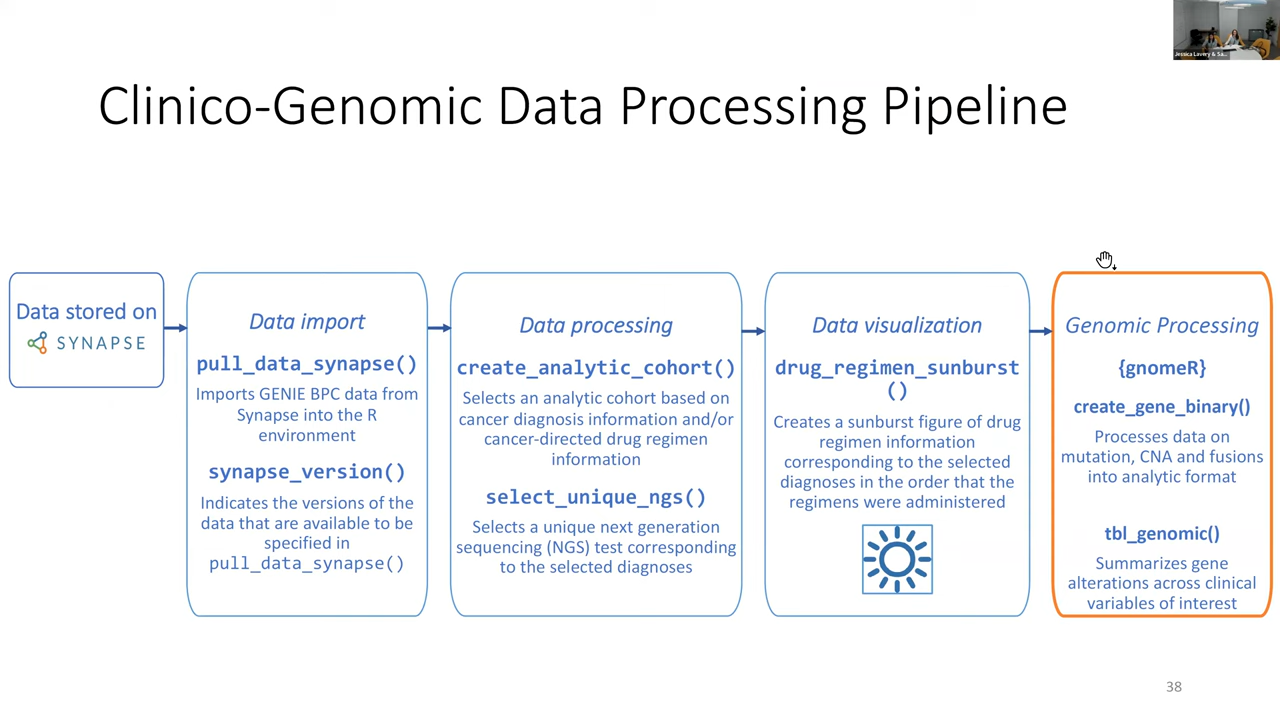 Jessica Lavery & Sa...
Clinico-Genomic Data Processing Pipeline
Data stored on
SYNAPSE
Data import
pull_data_synapse()
Imports GENIE BPC data from
Synapse into the R
environment
synapse_version()
Indicates the versions of the
data that are available to be
specified in
pull_data_synapse()
Data processing
create_analytic_cohort()
Selects an analytic cohort based on
cancer diagnosis information and/or
cancer-directed drug regimen
information
select_unique_ngs()
Selects a unique next generation
sequencing (NGS) test corresponding
to the selected diagnoses
Data visualization
drug_regimen_sunburst
()
Creates a sunburst figure of drug
regimen information
corresponding to the selected
diagnoses in the order that the
regimens were administered
Genomic Processing
{gnomeR}
create_gene_binary()
Processes data on
mutation, CNA and fusions
into analytic format
tbl_genomic()
Summarizes gene
alterations across clinical
variables of interest
38